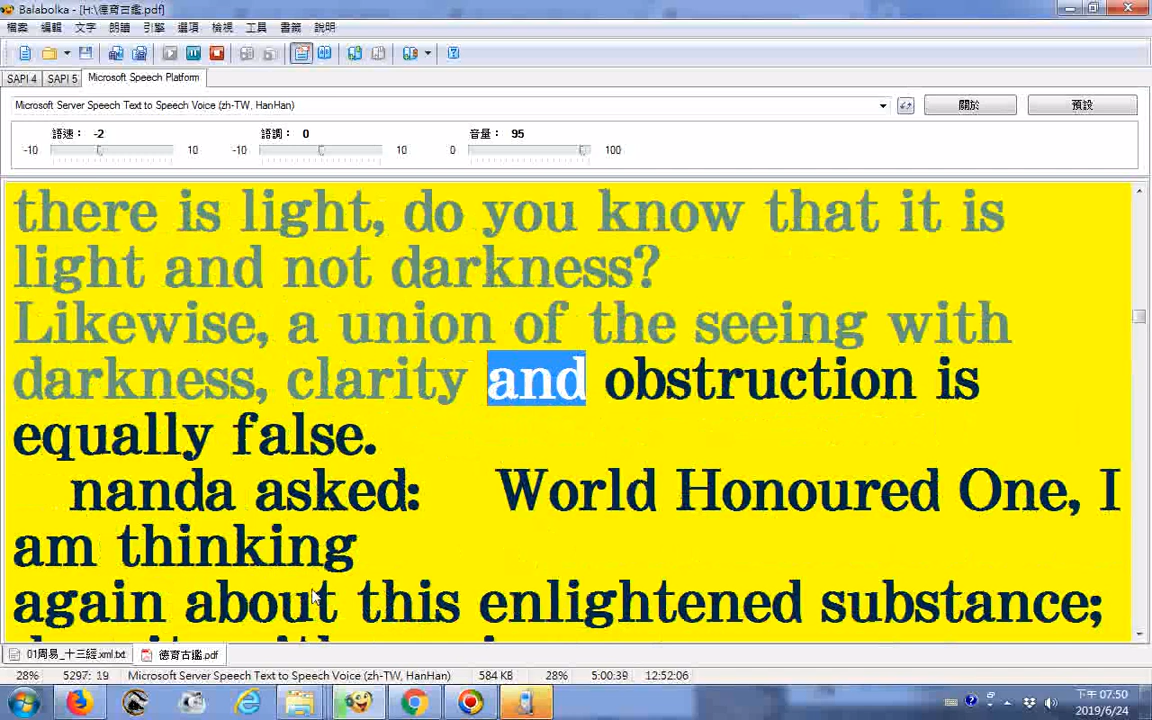 Balabolka - [H:\德育古鑑.pdf]
檔案 編輯 文字 朗讀 引擎 選項 檢視 工具 書籤 說明
SAPI 4 SAPI 5 Microsoft Speech Platform
Microsoft Server Speech Text to Speech Voice (zh-TW, HanHan) 關於 預設
語速： -2 語調： 0 音量： 95
-10 10 -10 10 0 100
there is light, do you know that it is
light and not darkness?
Likewise, a union of the seeing with
darkness, clarity and obstruction is
equally false.
nanda asked: World Honoured One, I
am thinking
again about this enlightened substance;
01周易_十三經.xml.txt 德育古鑑.pdf
28% 5297: 19 Microsoft Server Speech Text to Speech Voice (zh-TW, HanHan) 584 KB 28% 5:00:39 12:52:06
下午 07:50
2019/6/24